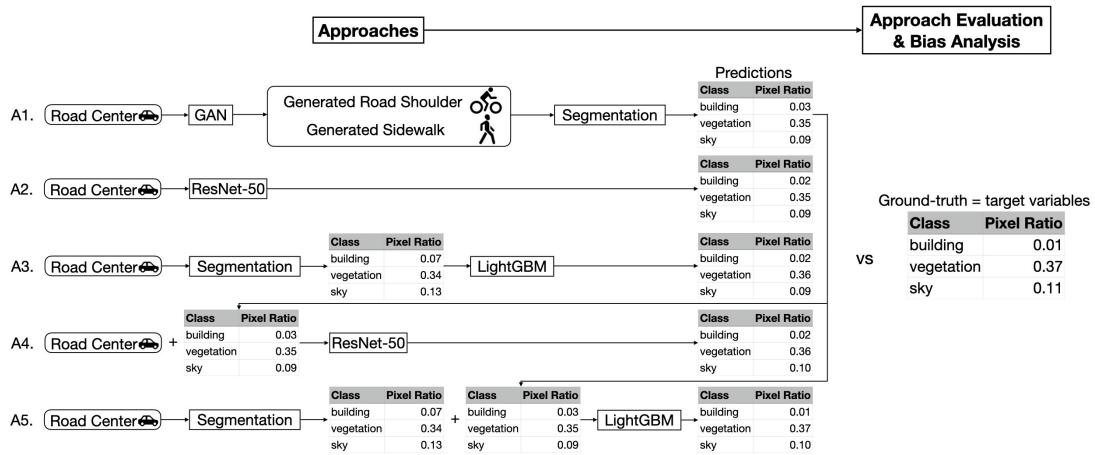 Approaches
Approach Evaluation
& Bias Analysis
Predictions
A1. Road Center GAN Generated Road Shoulder Generated Sidewalk Segmentation
Class Pixel Ratio
building 0.03
vegetation 0.35
sky 0.09
A2. Road Center ResNet-50
Class Pixel Ratio
building 0.02
vegetation 0.35
sky 0.09
A3. Road Center Segmentation
Class Pixel Ratio
building 0.07
vegetation 0.34
sky 0.13
LightGBM
Class Pixel Ratio
building 0.02
vegetation 0.36
sky 0.09
A4. Road Center +
Class Pixel Ratio
building 0.03
vegetation 0.35
sky 0.09
ResNet-50
Class Pixel Ratio
building 0.02
vegetation 0.36
sky 0.10
A5. Road Center Segmentation
Class Pixel Ratio
building 0.07
vegetation 0.34
sky 0.13
+
Class Pixel Ratio
building 0.03
vegetation 0.35
sky 0.09
LightGBM
Class Pixel Ratio
building 0.01
vegetation 0.37
sky 0.10
vs
Ground-truth = target variables
Class Pixel Ratio
building 0.01
vegetation 0.37
sky 0.11